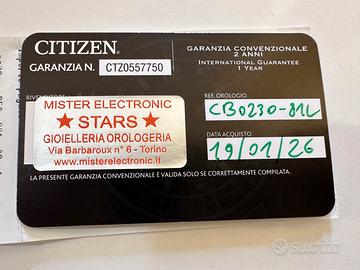 CITIZEN
GARANZIA CONVENZIONALE
2 ANNI
GARANZIA N. CTZ0557750
INTERNATIONAL GUARANTEE
1 YEAR
RIVENDITORE
REF. OROLOGIO
MISTER ELECTRONIC
★ STARS ★
GIOIELLERIA OROLOGERIA
Via Barbaroux n° 6 - Torino
www.misterelectronic.it
CB0230-81L
DATA ACQUISTO
19/01/26
LA PRESENTE GARANZIA CONVENZIONALE È VALIDA SOLO SE CORRETTAMENTE COMPILATA.
subito